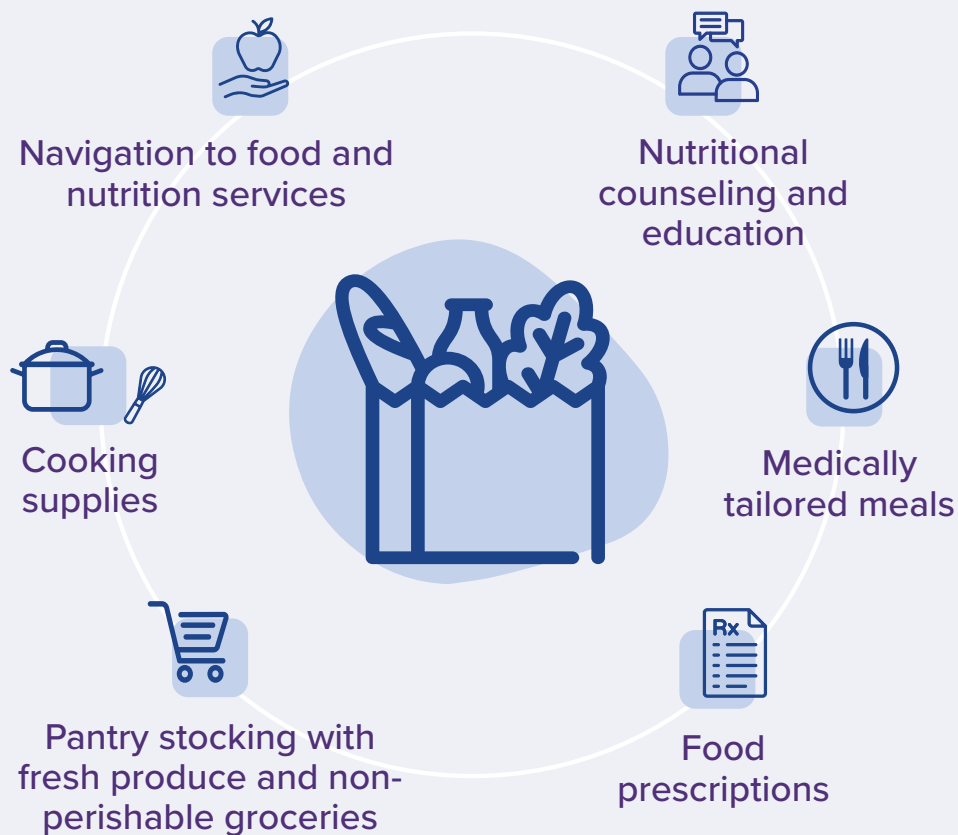 Navigation to food and
nutrition services
Nutritional
counseling and
education
Cooking
supplies
Medically
tailored meals
Rx
Pantry stocking with
fresh produce and non-
perishable groceries
Food
prescriptions